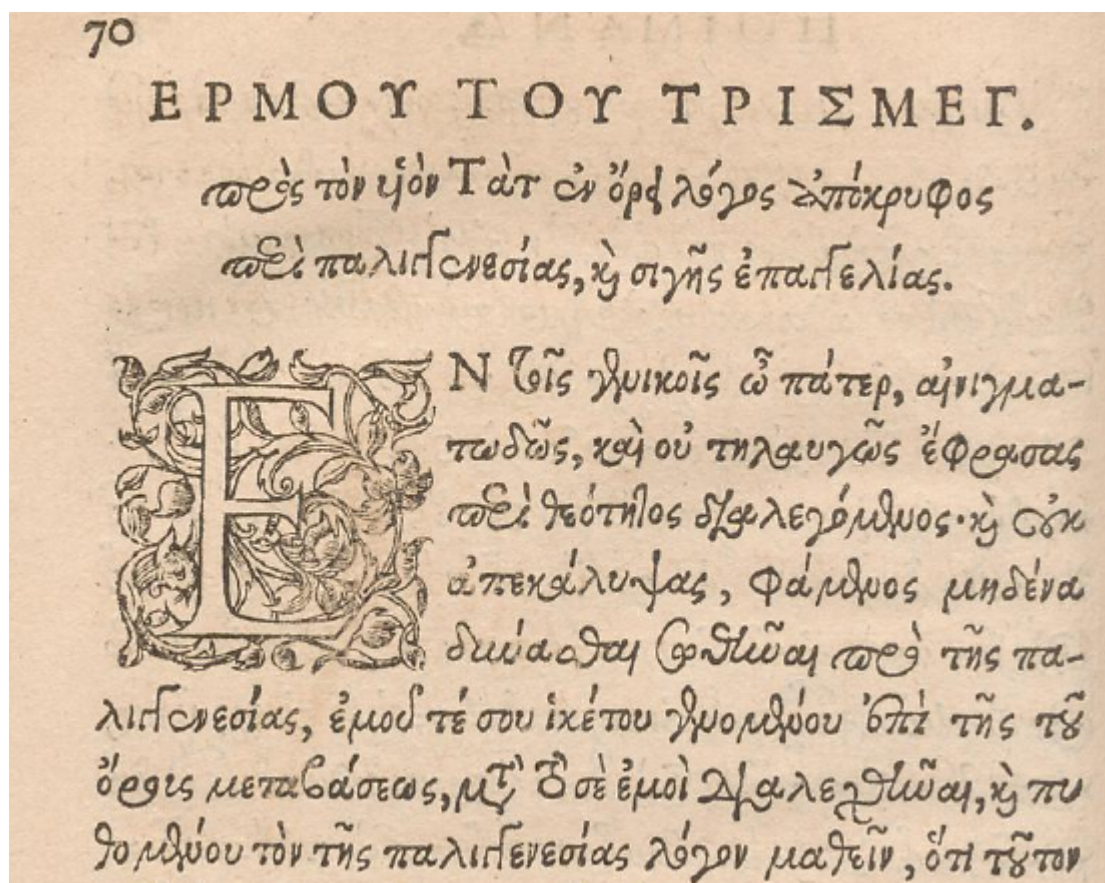 70
ΕΡΜΟΥ ΤΟΥ ΤΡΙΣΜΕΓ.
πρὸς τὸν υἱὸν Τὰτ ἐν ὄρει λόγος ἀπόκρυφος
περὶ παλιγγενεσίας, καὶ σιγῆς ἐπαγγελίας.
ΕΝ τοῖς γενικοῖς ὦ πάτερ, αἰνιγμα-
τωδῶς, καὶ οὐ τηλαυγῶς ἔφρασας
περὶ θεότητος διαλεγόμενος· καὶ οὐκ
ἀπεκάλυψας, φάμενος μηδένα
δύνασθαι σωθῆναι πρὸ τῆς πα-
λιγγενεσίας, ἐμοῦ τέ σου ἱκέτου γενομένου ἐπὶ τῆς τοῦ
ὄρους μεταβάσεως, μετὰ τὸ σὲ ἐμοὶ διαλεχθῆναι, καὶ πυ
θομένου τὸν τῆς παλιγγενεσίας λόγον μαθεῖν, ὅτι τοῦτον